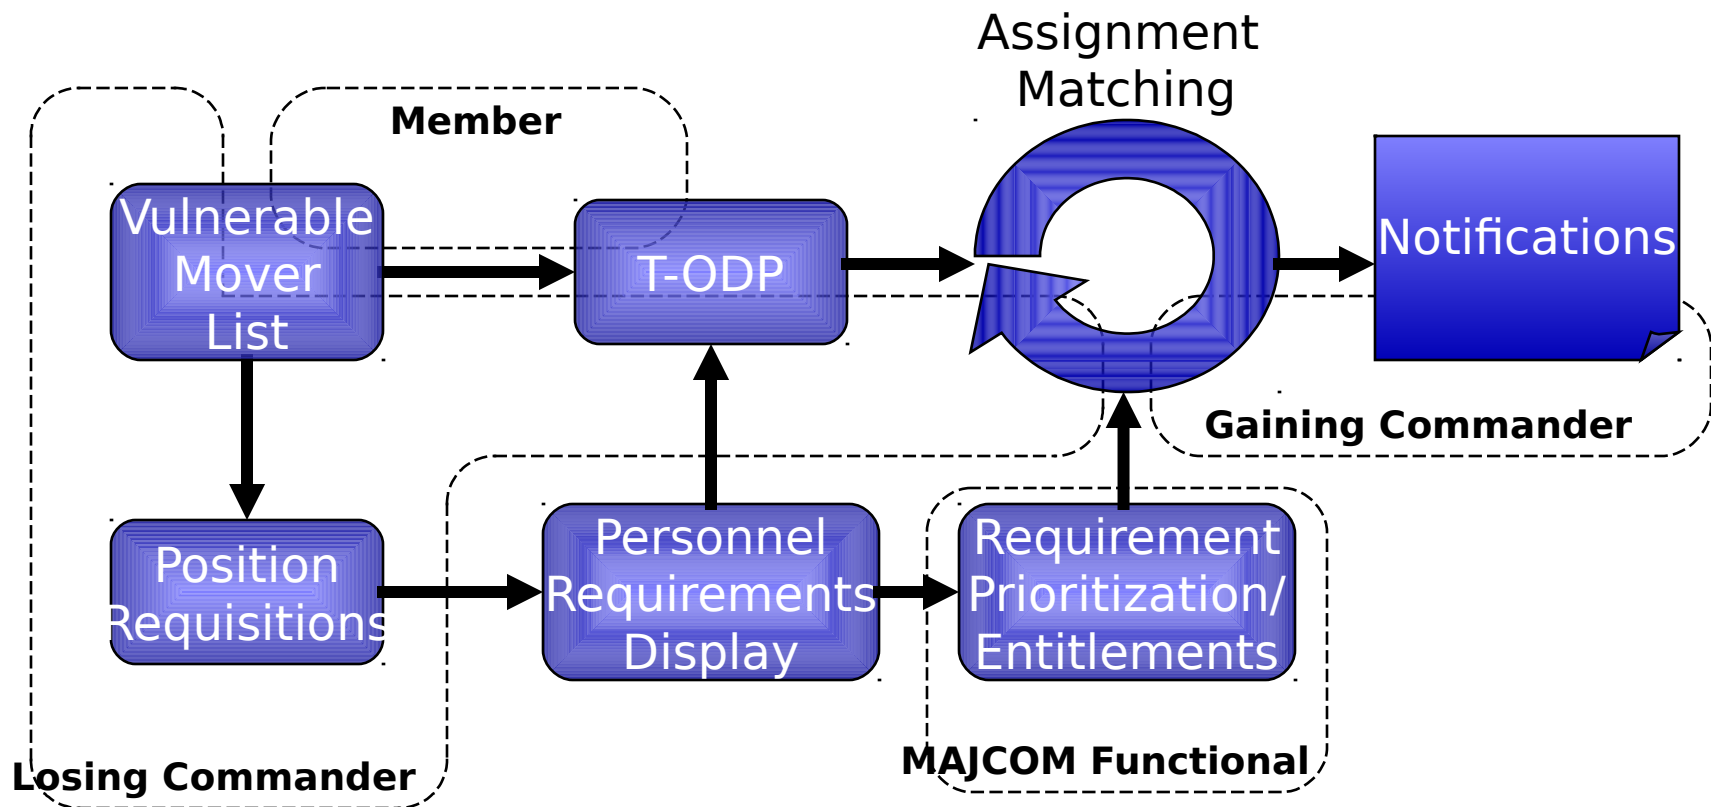 Assignment
Matching
Member
Vulnerable
Mover
List
T-ODP
Notifications
Gaining Commander
Position
Requisitions
Personnel
Requirements
Display
Requirement
Prioritization/
Entitlements
Losing Commander
MAJCOM Functional